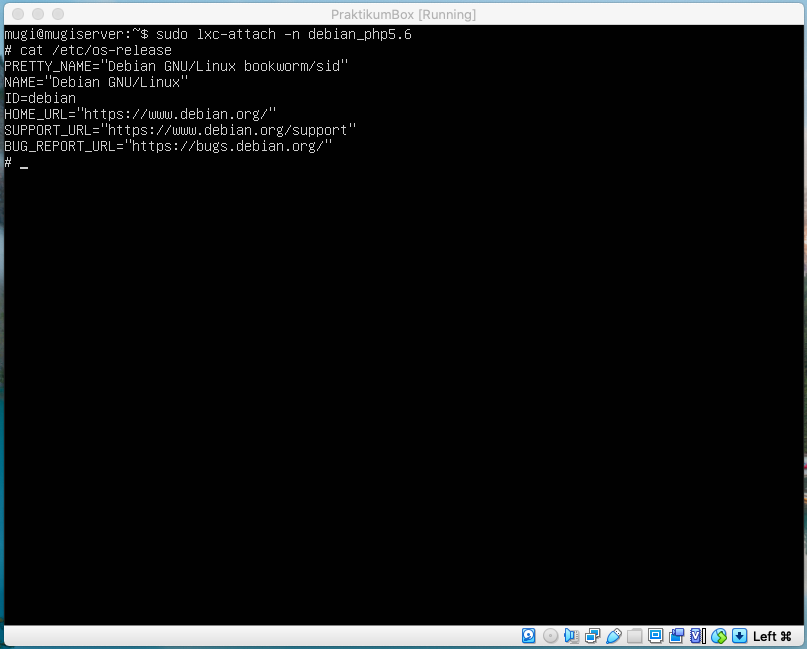 PraktikumBox [Running]
mugi@mugiserver:~$ sudo lxc-attach -n debian_php5.6
# cat /etc/os-release
PRETTY_NAME="Debian GNU/Linux bookworm/sid"
NAME="Debian GNU/Linux"
ID=debian
HOME_URL="https://www.debian.org/"
SUPPORT_URL="https://www.debian.org/support"
BUG_REPORT_URL="https://bugs.debian.org/"
# _
Left ⌘